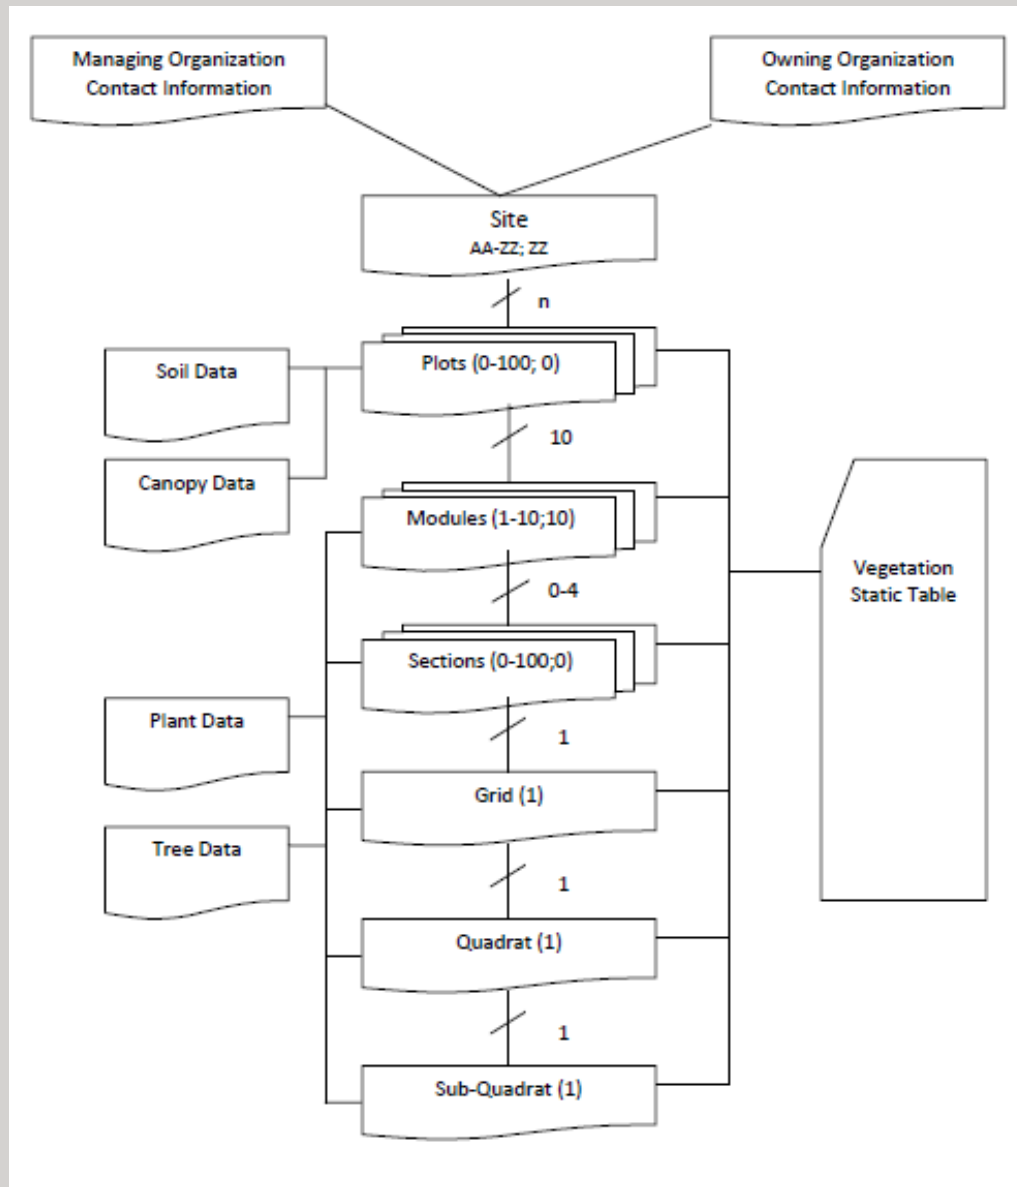 Managing Organization
Contact Information
Owning Organization
Contact Information
Site
AA-ZZ; ZZ
n
Plots (0-100; 0)
Soil Data
10
Canopy Data
Modules (1-10;10)
Vegetation
Static Table
0-4
Sections (0-100;0)
Plant Data
1
Grid (1)
Tree Data
1
Quadrat (1)
1
Sub-Quadrat (1)